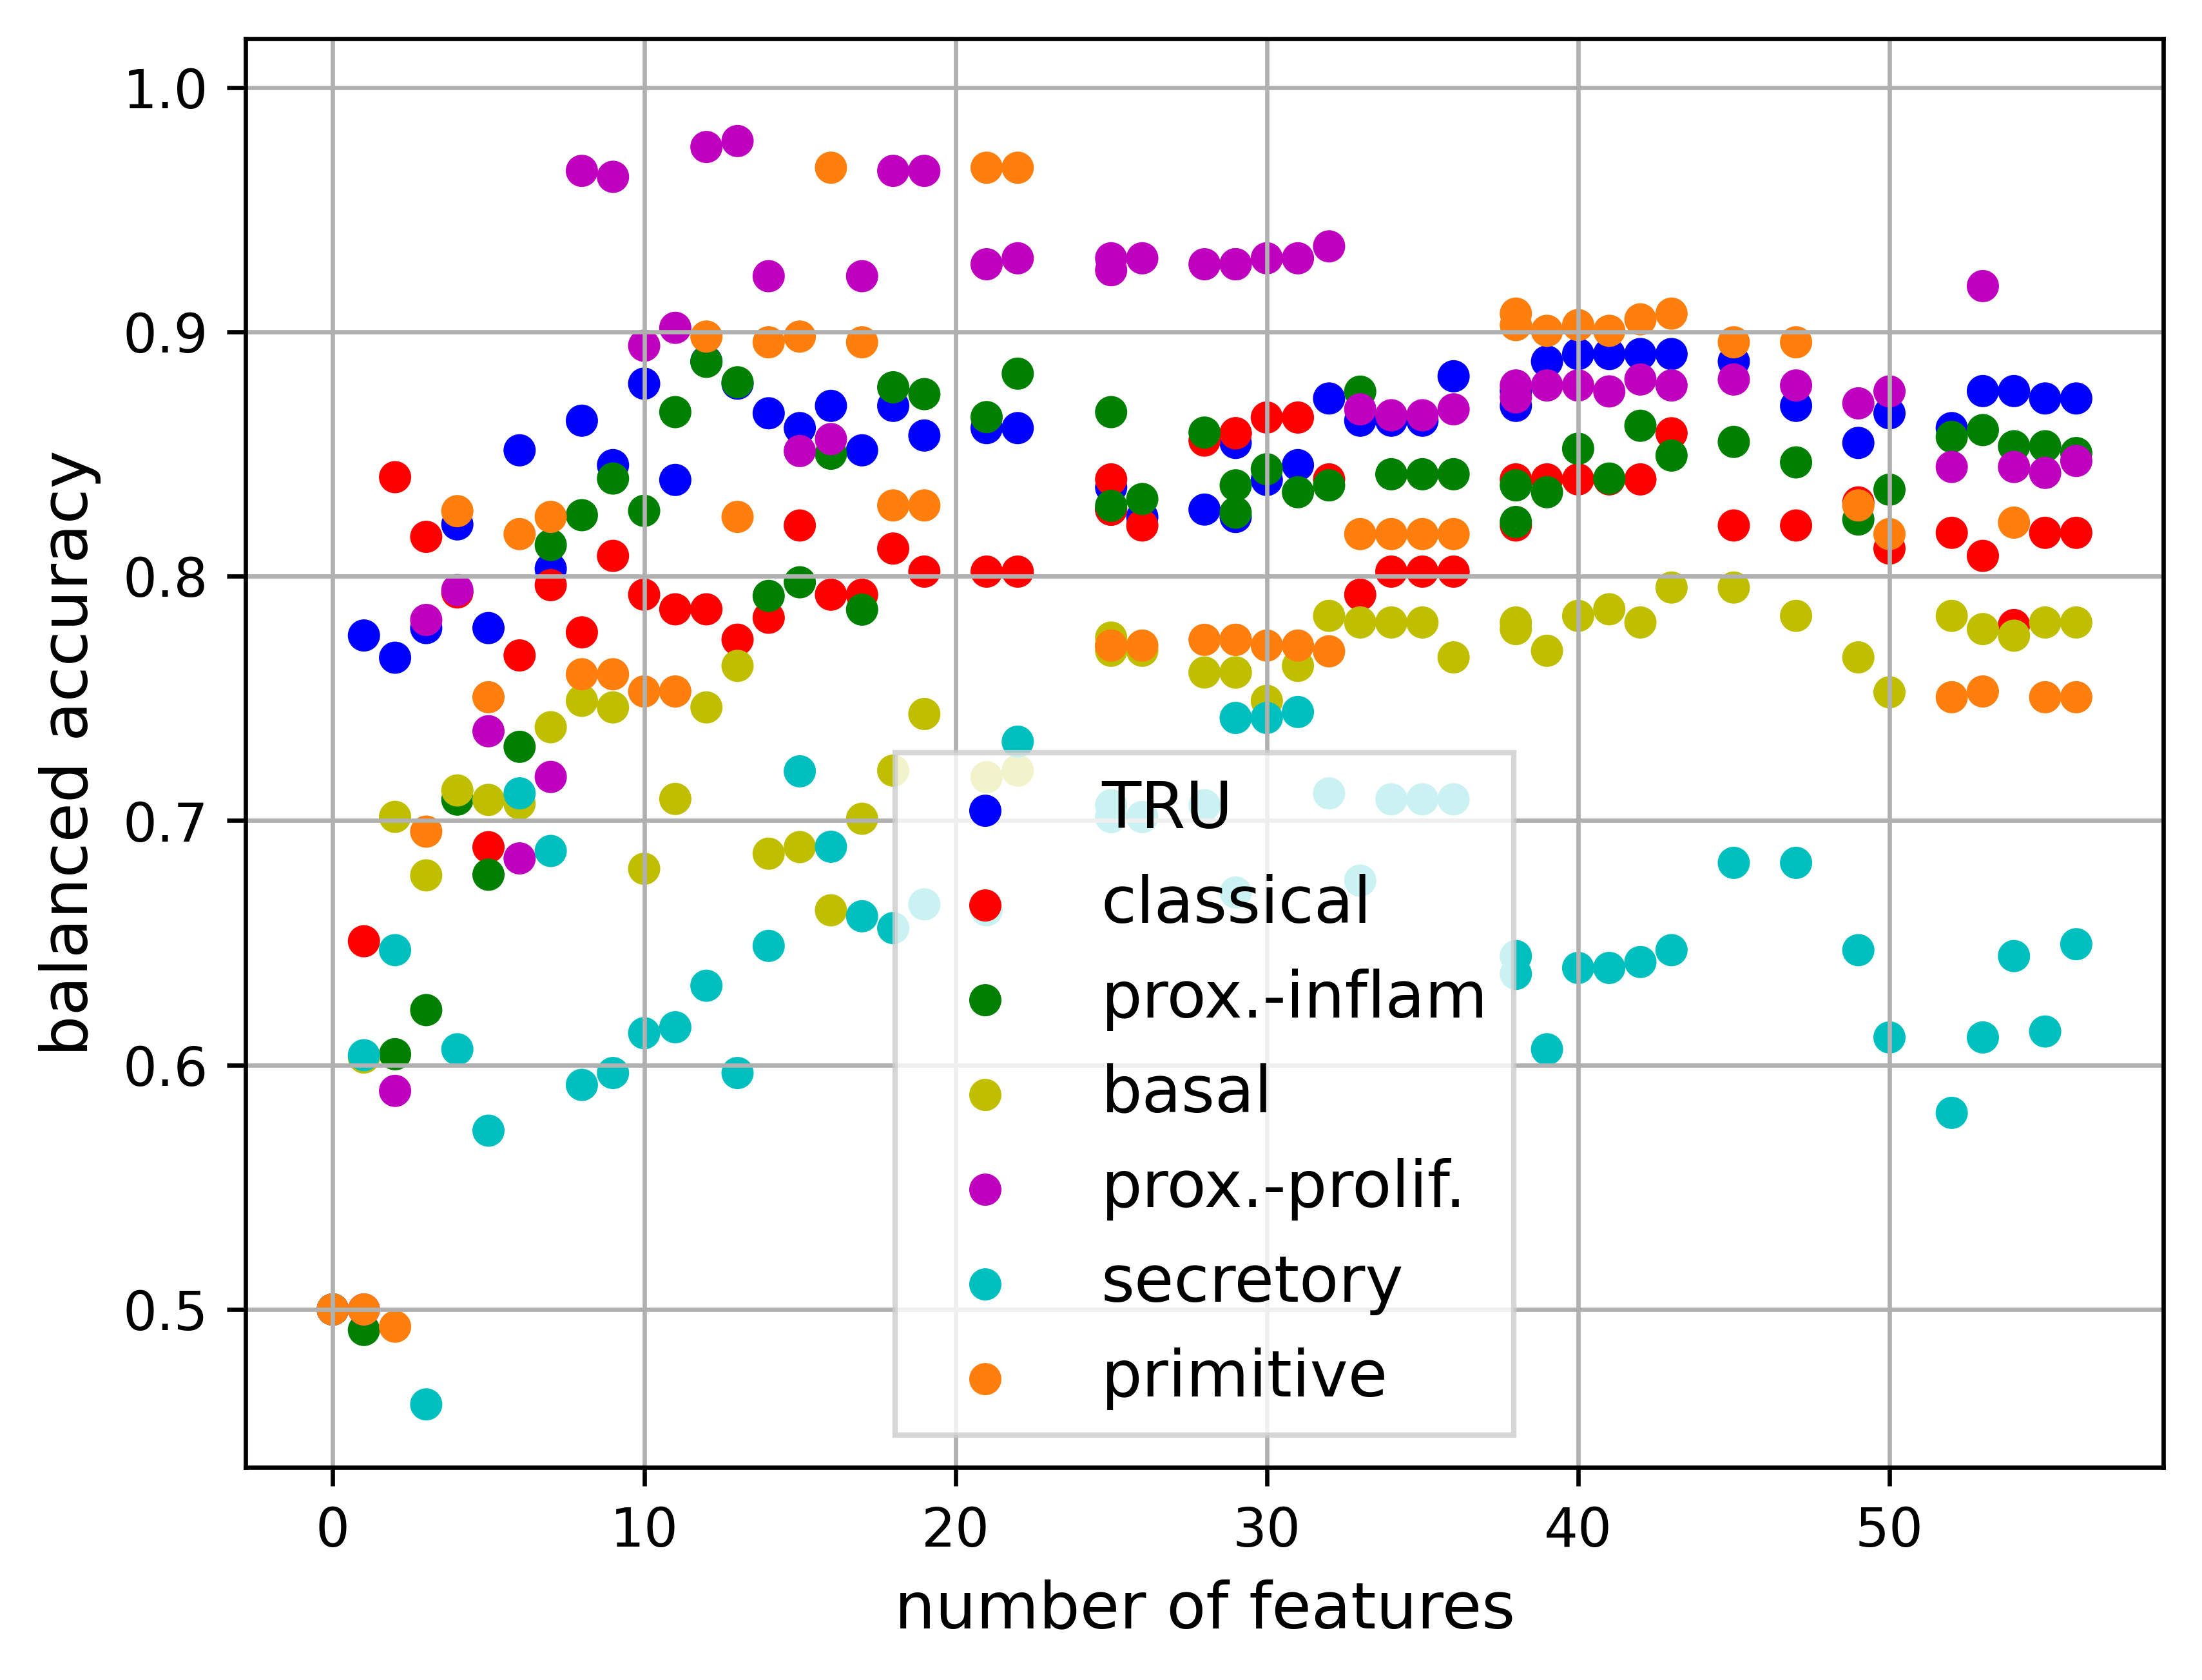 balanced accuracy
1.0
0.9
0.8
0.7
0.6
0.5
TRU
classical
prox.-inflam
basal
prox.-prolif.
secretory
primitive
0 10 20 30 40 50
number of features